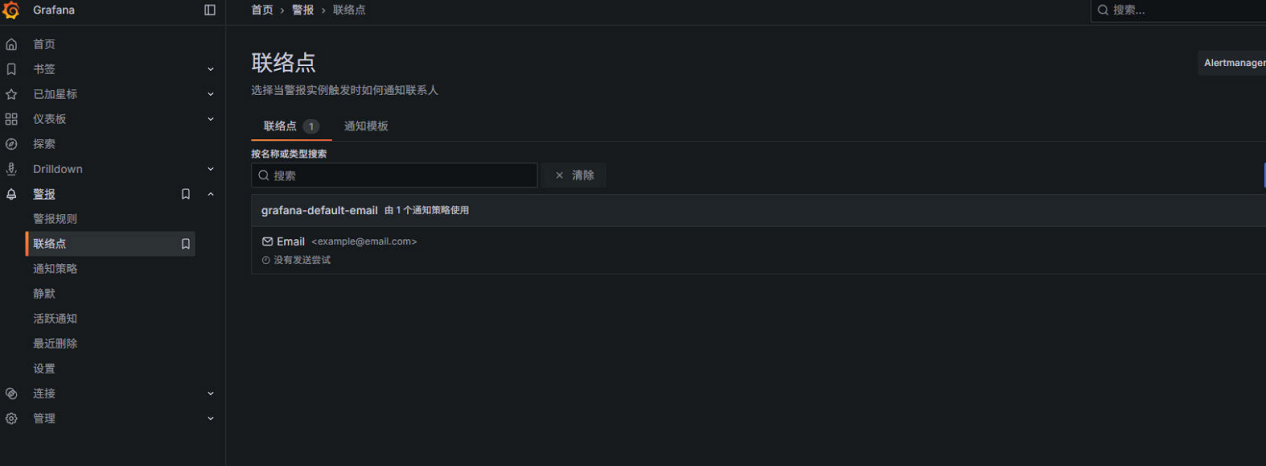 Grafana
首页 › 警报 › 联络点
搜索...
首页
书签
已加星标
仪表板
探索
Drilldown
警报
警报规则
联络点
通知策略
静默
活跃通知
最近删除
设置
连接
管理
联络点
Alertmanager
选择当警报实例触发时如何通知联系人
联络点 1
通知模板
按名称或类型搜索
搜索
× 清除
grafana-default-email 由 1 个通知策略使用
Email <example@email.com>
没有发送尝试